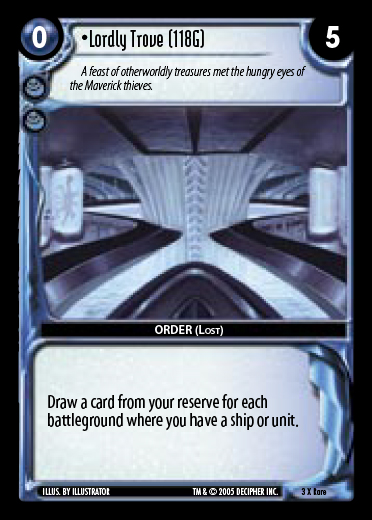 0
•Lordly Trove (118G)
5
A feast of otherworldly treasures met the hungry eyes of
the Maverick thieves.
ORDER (LOST)
Draw a card from your reserve for each
battleground where you have a ship or unit.
ILLUS. BY ILLUSTRATOR TM & © 2005 DECIPHER INC. 3 X Rare